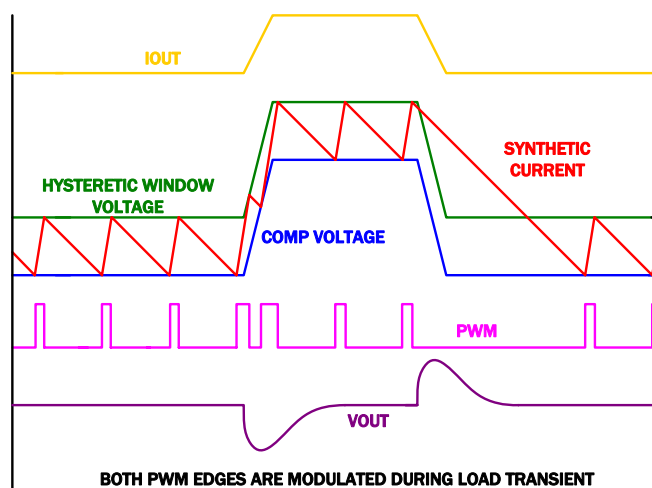 IOUT
SYNTHETIC
CURRENT
HYSTERETIC WINDOW
VOLTAGE
COMP VOLTAGE
PWM
VOUT
BOTH PWM EDGES ARE MODULATED DURING LOAD TRANSIENT